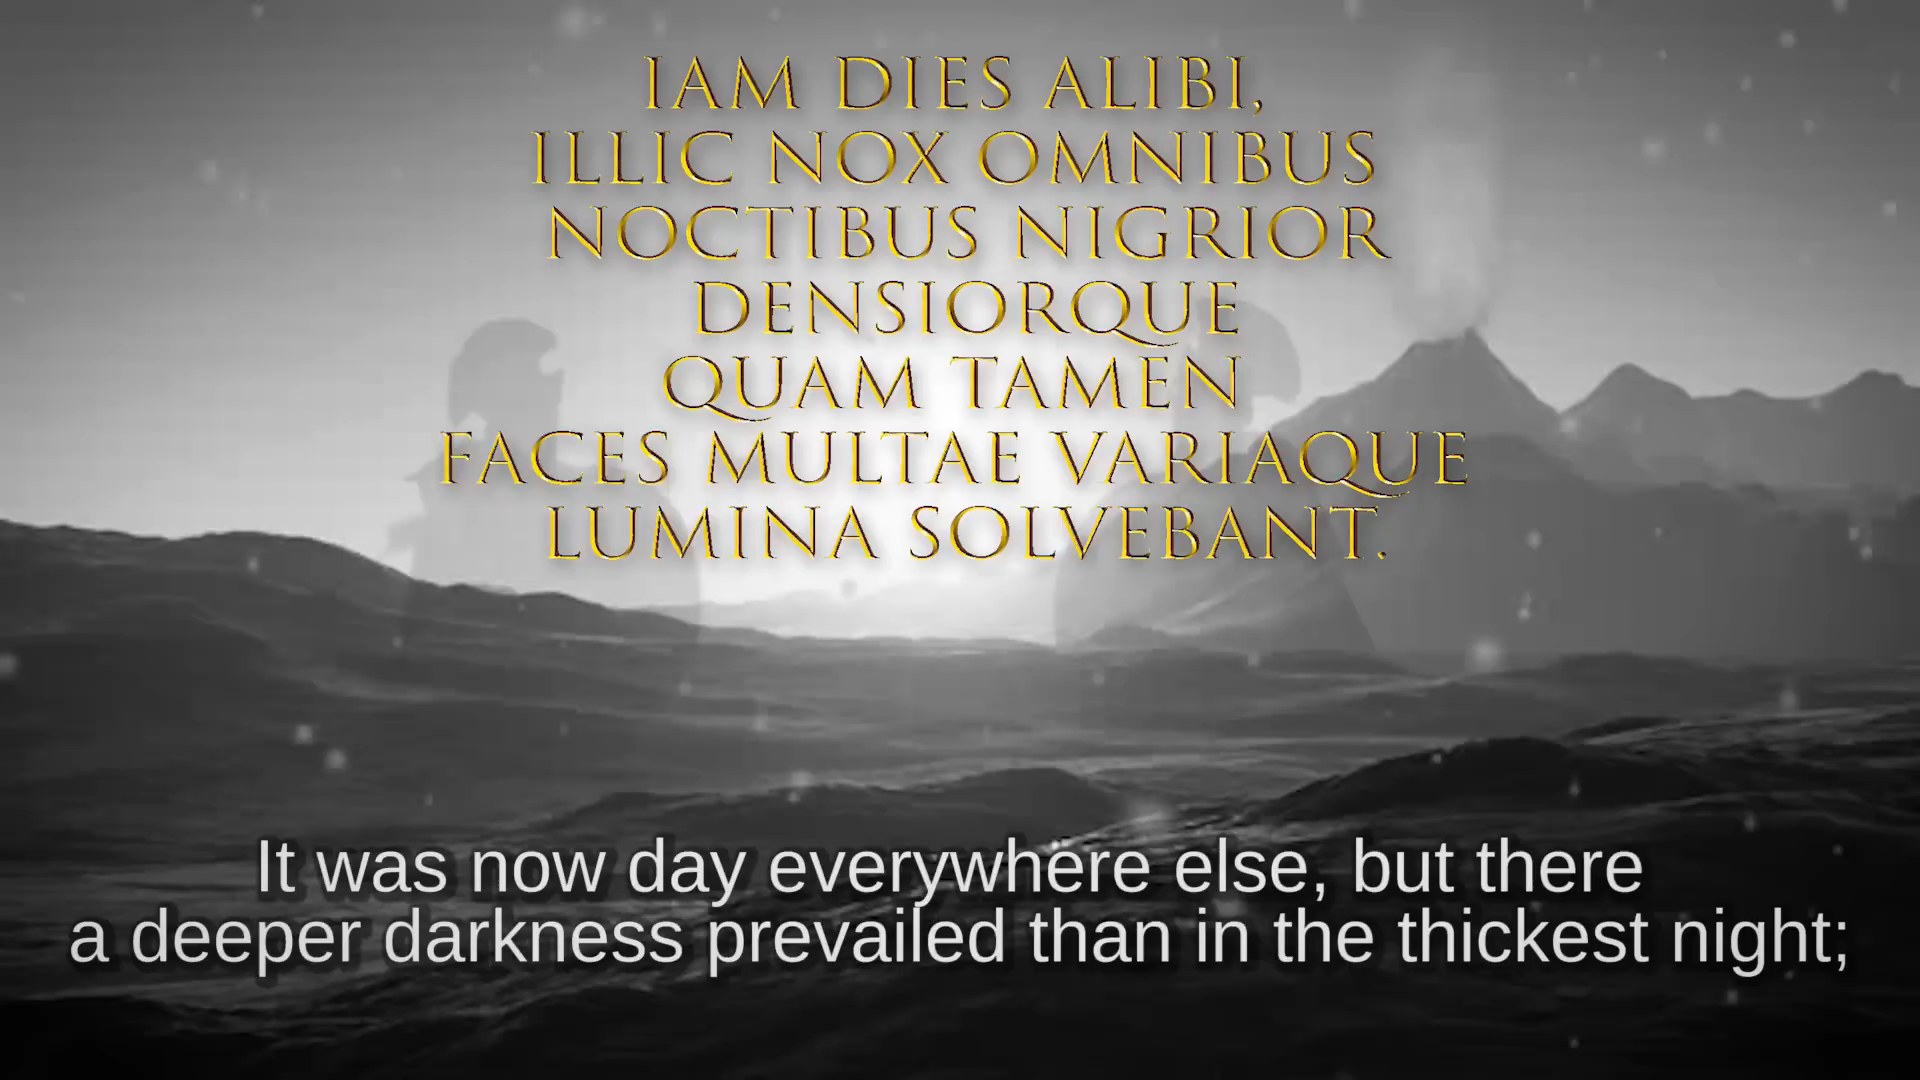 IAM DIES ALIBI,
ILLIC NOX OMNIBUS
NOCTIBUS NIGRIOR
DENSIORQUE
QUAM TAMEN
FACES MULTAE VARIAQUE
LUMINA SOLVEBANT.
It was now day everywhere else, but there
a deeper darkness prevailed than in the thickest night;